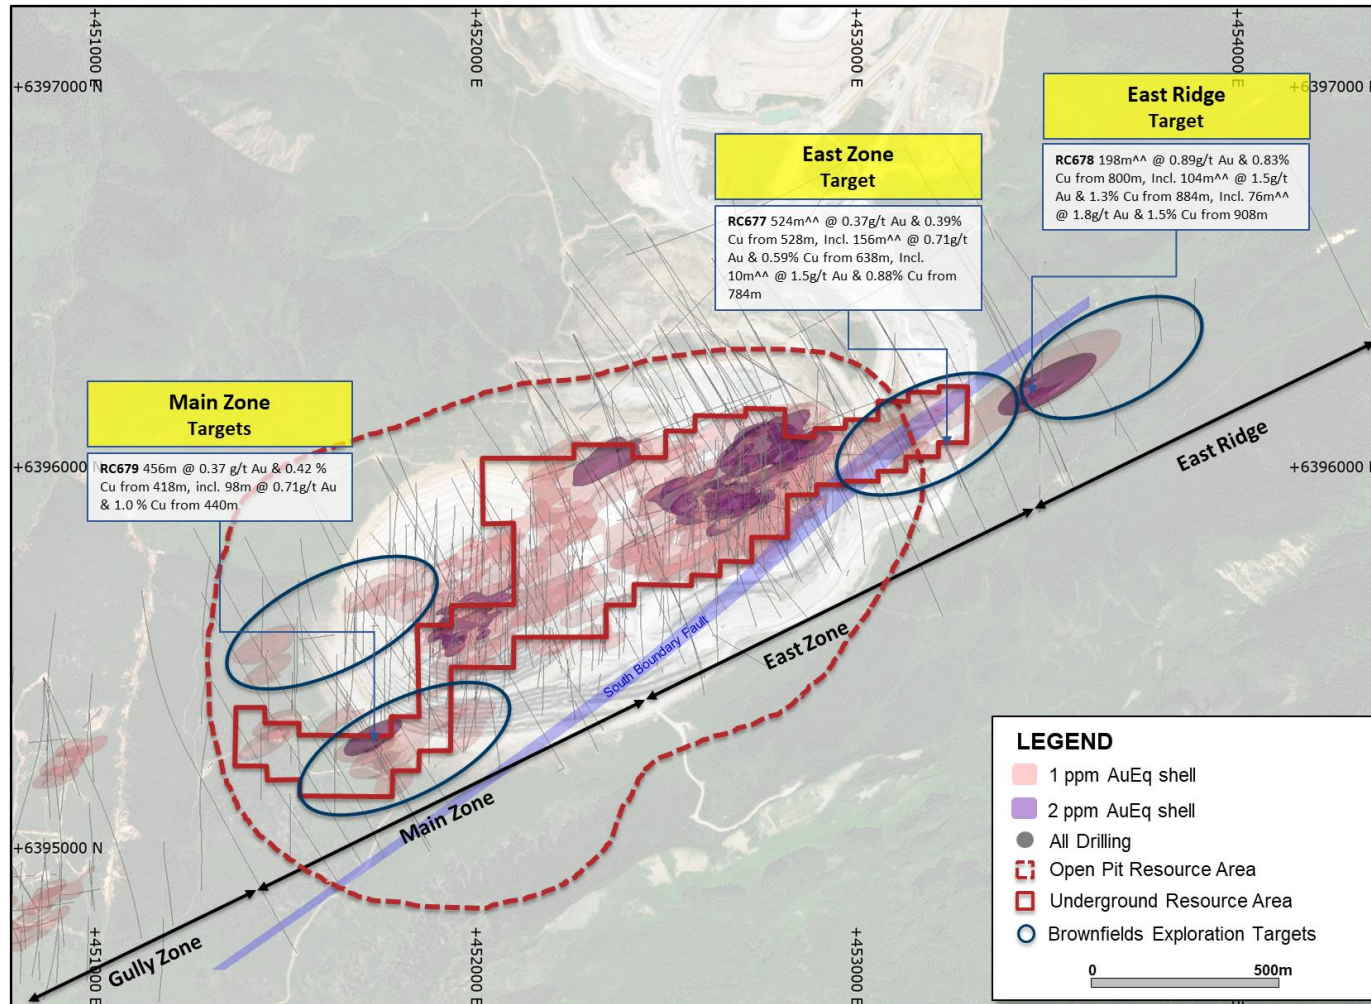 +451000 E
+452000 E
+453000 E
+454000 E
+6397000 N
+6397000 N
East Ridge
Target
RC678 198m^^ @ 0.89g/t Au & 0.83%
Cu from 800m, Incl. 104m^^ @ 1.5g/t
Au & 1.3% Cu from 884m, Incl. 76m^^
@ 1.8g/t Au & 1.5% Cu from 908m
East Zone
Target
RC677 524m^^ @ 0.37g/t Au & 0.39%
Cu from 528m, Incl. 156m^^ @ 0.71g/t
Au & 0.59% Cu from 638m, Incl.
10m^^ @ 1.5g/t Au & 0.88% Cu from
784m
Main Zone
Targets
+6396000 N
RC679 456m @ 0.37 g/t Au & 0.42 %
Cu from 418m, incl. 98m @ 0.71g/t Au
& 1.0 % Cu from 440m
+6396000
East Ridge
East Zone
South Boundary Fault
Main Zone
Gully Zone
+6395000 N
+451000 E
+452000 E
+453000 E
LEGEND
1 ppm AuEq shell
2 ppm AuEq shell
All Drilling
Open Pit Resource Area
Underground Resource Area
Brownfields Exploration Targets
0 500m